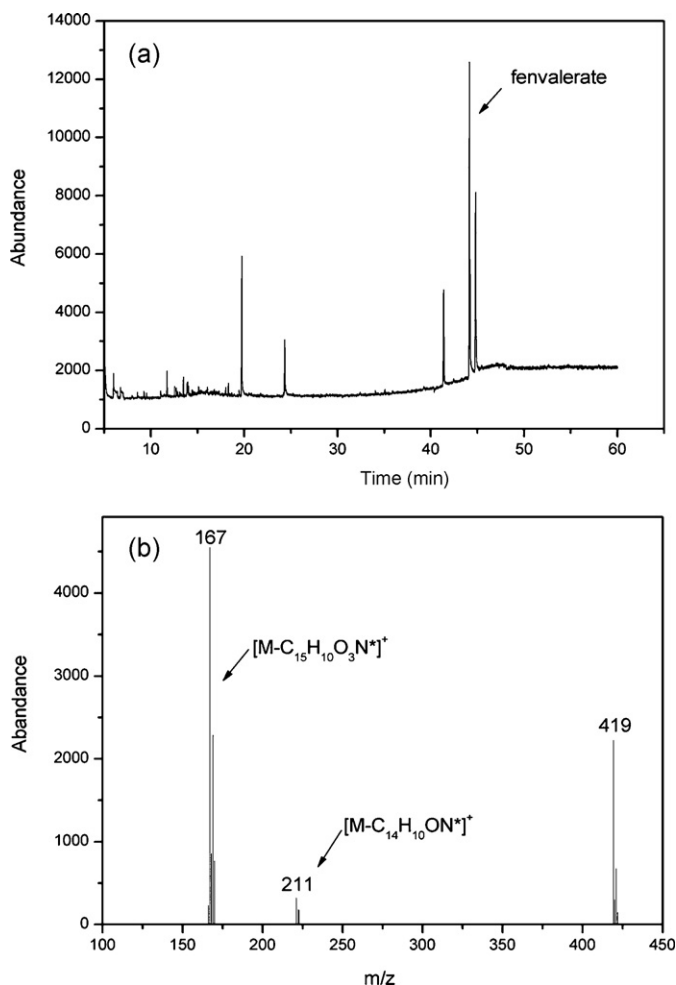 (a)
fenvalerate
Abundance
14000
12000
10000
8000
6000
4000
2000
0
10 20 30 40 50 60
Time (min)
(b)
167
[M-C₁₅H₁₀O₃N*]⁺
419
[M-C₁₄H₁₀ON*]⁺
211
Abandance
4000
3000
2000
1000
0
100 150 200 250 300 350 400 450
m/z